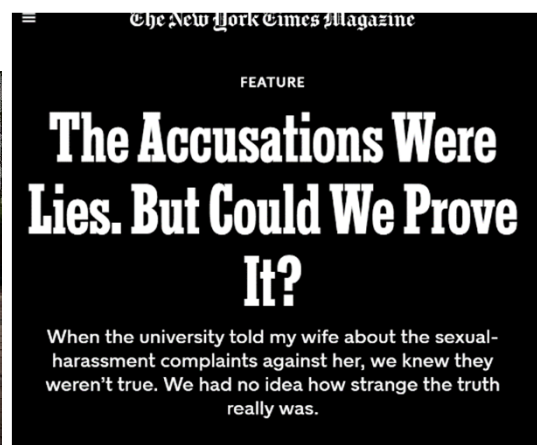 The New York Times Magazine
FEATURE
The Accusations Were
Lies. But Could We Prove
It?
When the university told my wife about the sexual-
harassment complaints against her, we knew they
weren’t true. We had no idea how strange the truth
really was.